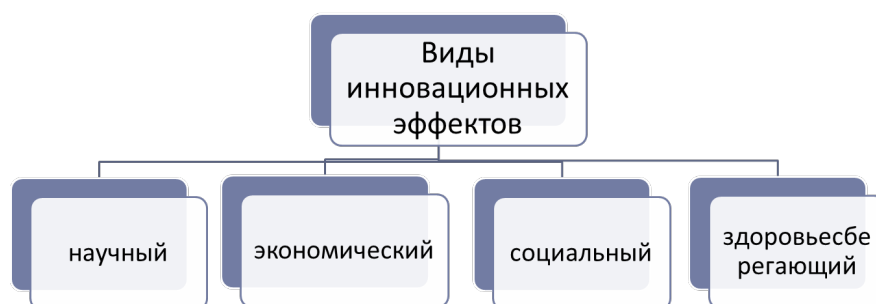 Виды
инновационных
эффектов
научный
экономический
социальный
здоровьесбе
регающий